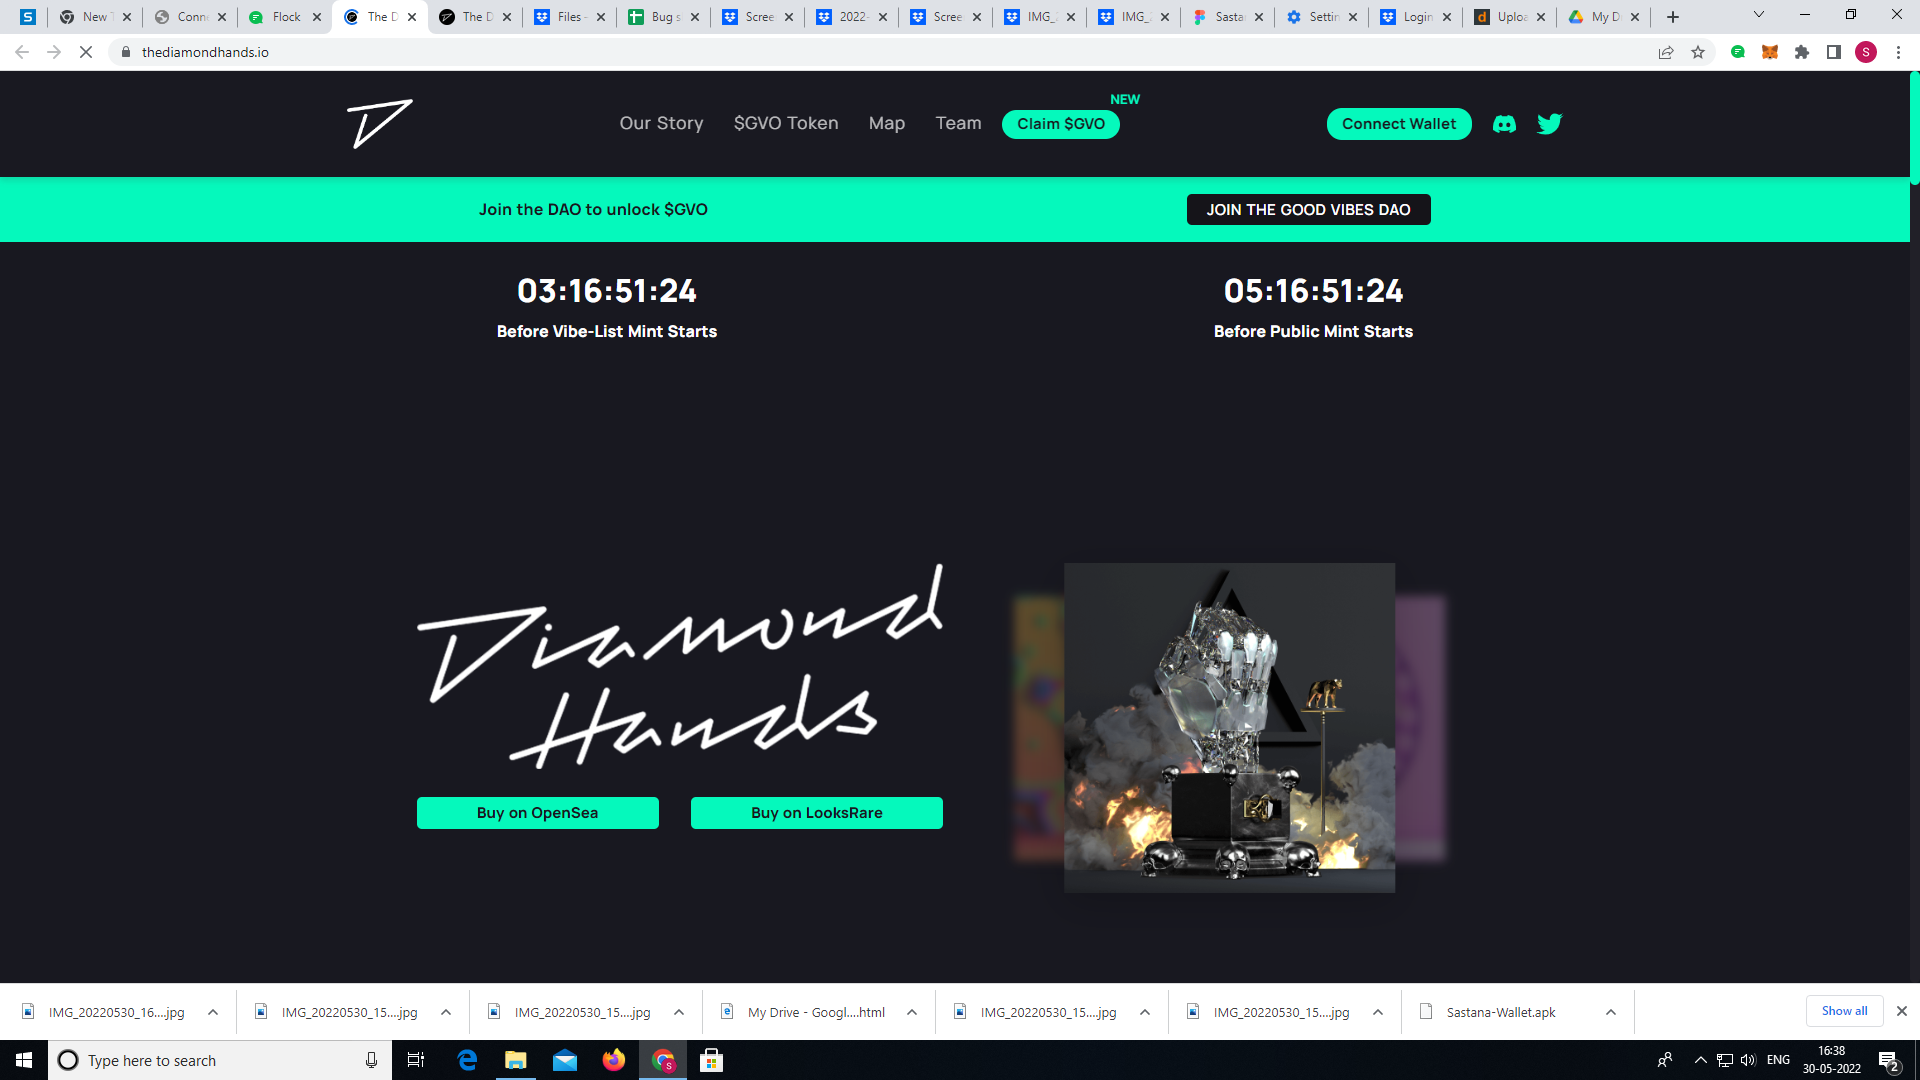 New T
Conne
Flock
The D
The D
Files -
Bug s
Scree
2022-
Scree
IMG_2
IMG_2
Sasta
Settin
Login
Uploa
My D
thediamondhands.io
S
Our Story
$GVO Token
Map
Team
Claim $GVO
NEW
Connect Wallet
Join the DAO to unlock $GVO
JOIN THE GOOD VIBES DAO
03:16:51:24
Before Vibe-List Mint Starts
05:16:51:24
Before Public Mint Starts
Diamond
Hands
Buy on OpenSea
Buy on LooksRare
IMG_20220530_16....jpg
IMG_20220530_15....jpg
IMG_20220530_15....jpg
My Drive - Googl....html
IMG_20220530_15....jpg
IMG_20220530_15....jpg
Sastana-Wallet.apk
Show all
Type here to search
ENG
16:38
30-05-2022
2